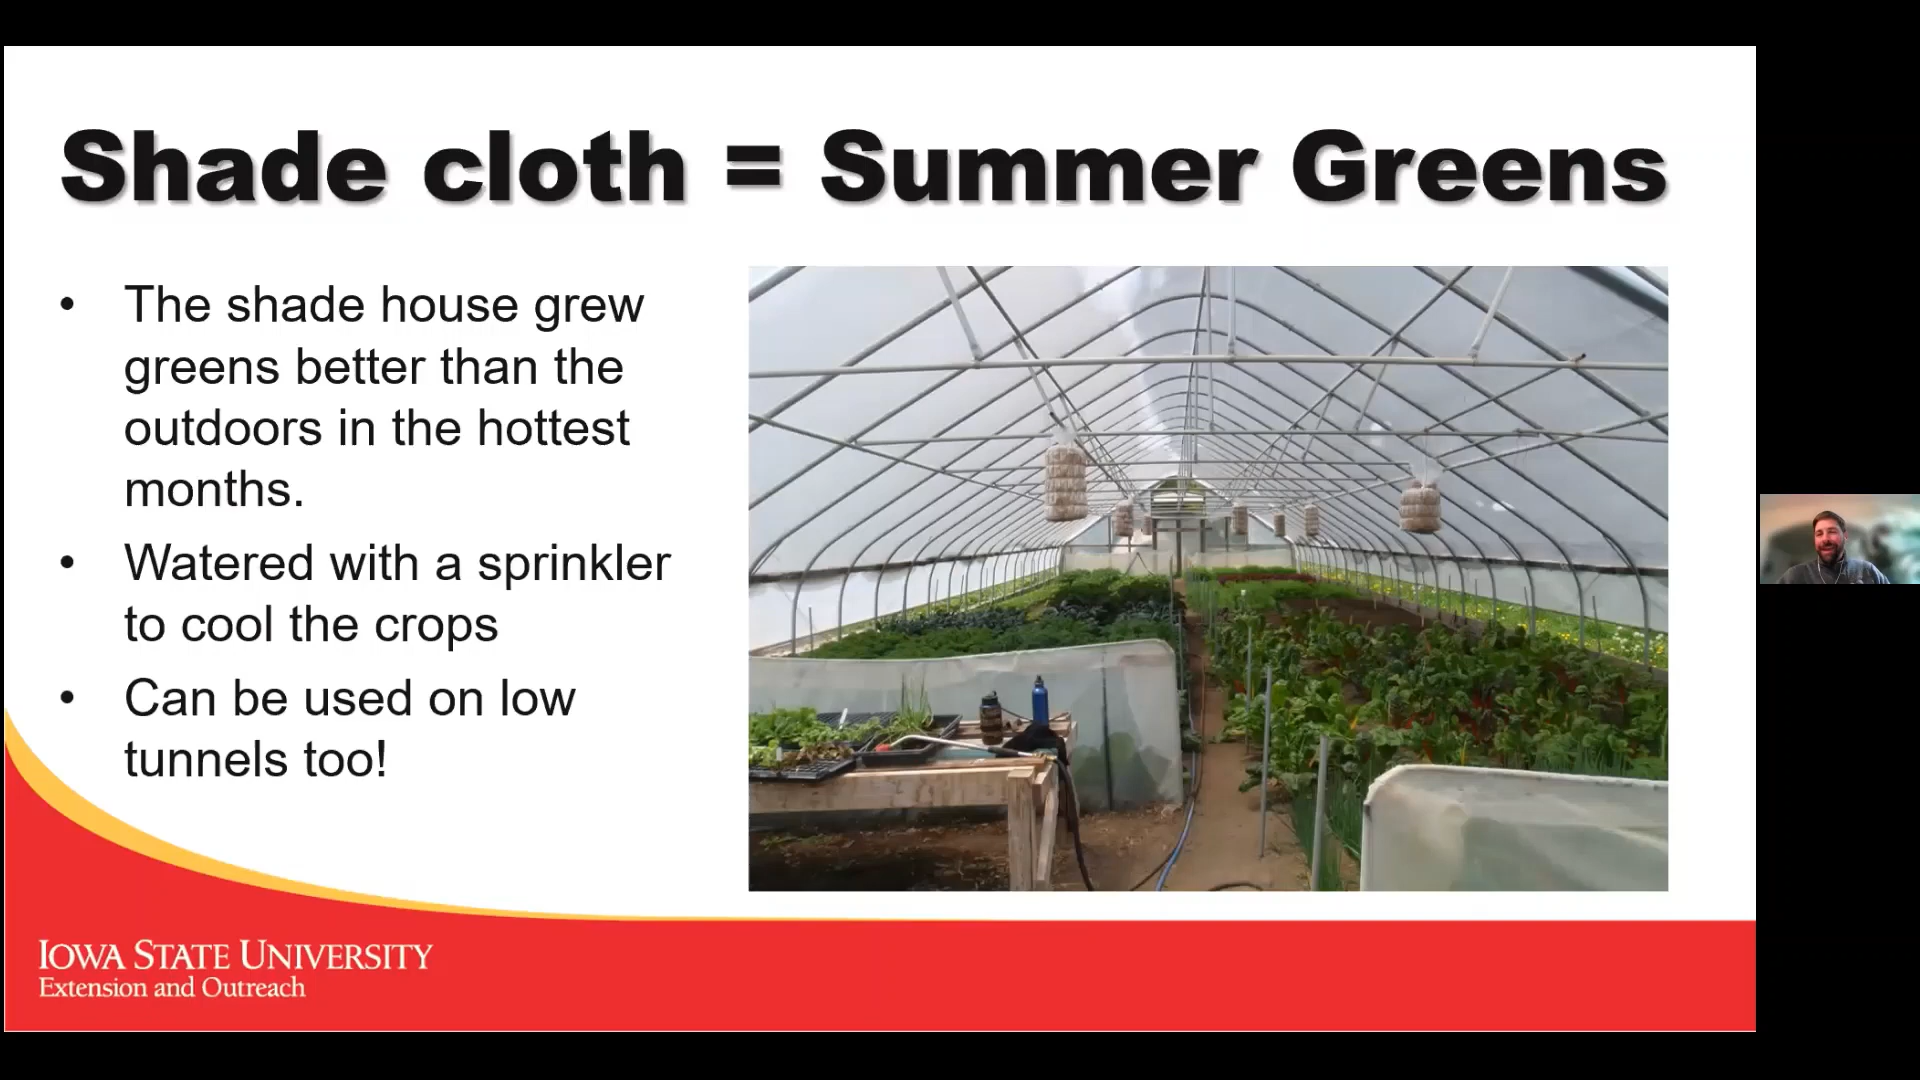 Shade cloth = Summer Greens
• The shade house grew
greens better than the
outdoors in the hottest
months.
• Watered with a sprinkler
to cool the crops
• Can be used on low
tunnels too!
IOWA STATE UNIVERSITY
Extension and Outreach